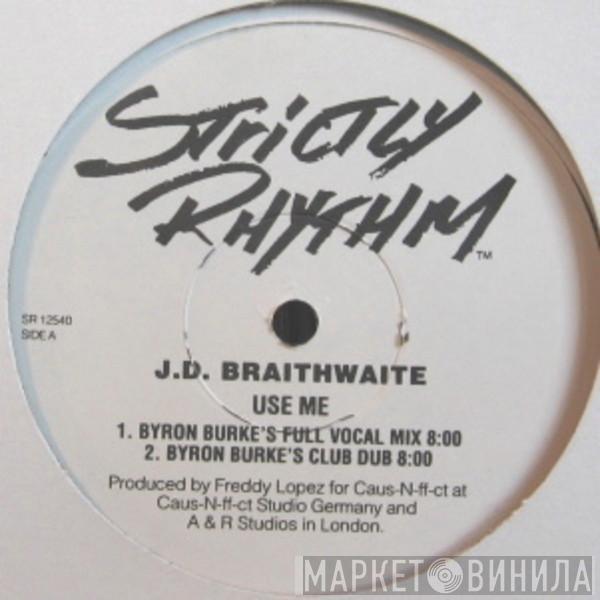 STRICTLY
RHYTHM
TM
SR 12540
SIDE A
J.D. BRAITHWAITE
USE ME
1. BYRON BURKE'S FULL VOCAL MIX 8:00
2. BYRON BURKE'S CLUB DUB 8:00
Produced by Freddy Lopez for Caus-N-ff-ct at
Caus-N-ff-ct Studio Germany and
A & R Studios in London.
МАРКЕТ ВИНИЛА